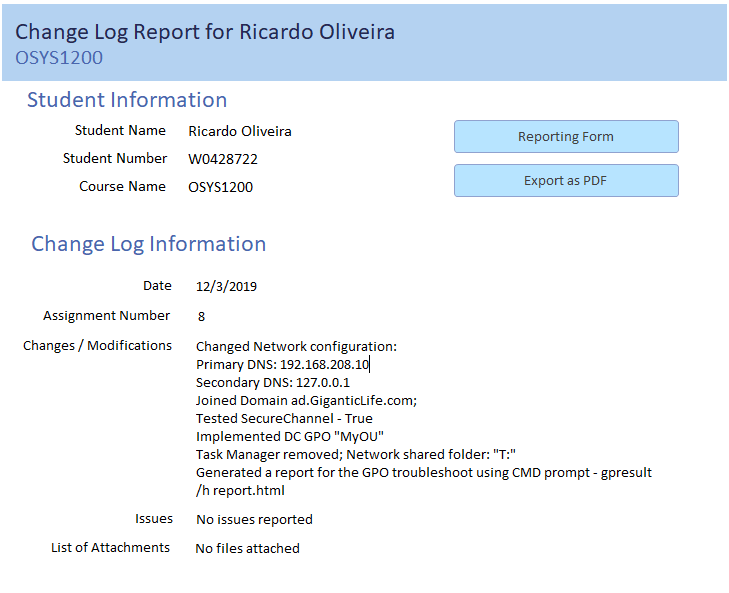 Change Log Report for Ricardo Oliveira
OSYS1200
Student Information
Student Name Ricardo Oliveira
Student Number W0428722
Course Name OSYS1200
Reporting Form
Export as PDF
Change Log Information
Date 12/3/2019
Assignment Number 8
Changes / Modifications Changed Network configuration:
Primary DNS: 192.168.208.10
Secondary DNS: 127.0.0.1
Joined Domain ad.GiganticLife.com;
Tested SecureChannel - True
Implemented DC GPO "MyOU"
Task Manager removed; Network shared folder: "T:"
Generated a report for the GPO troubleshoot using CMD prompt - gpresult
/h report.html
Issues No issues reported
List of Attachments No files attached